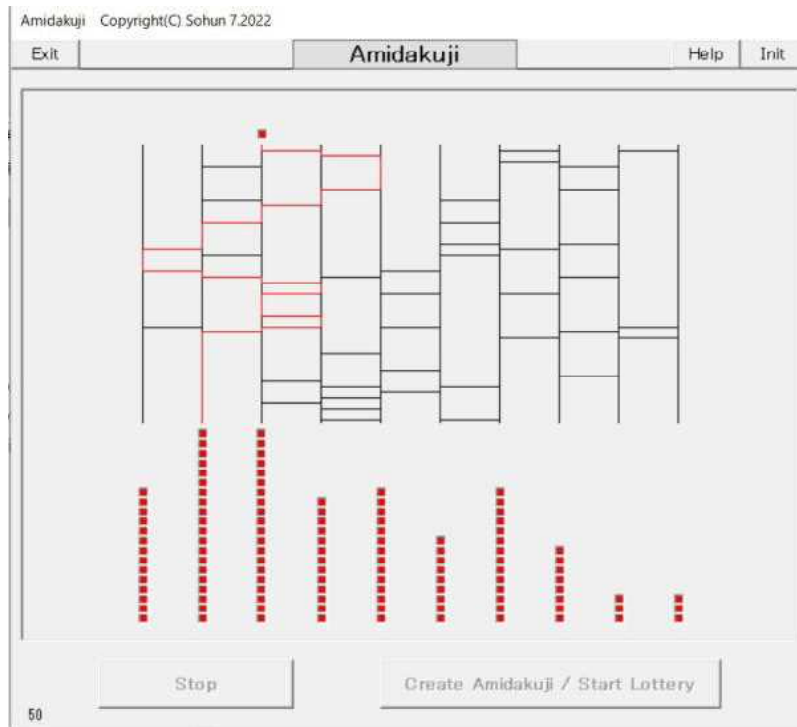 Amidakuji Copyright(C) Sohun 7.2022
Exit Amidakuji Help Init
Stop Create Amidakuji / Start Lottery
50